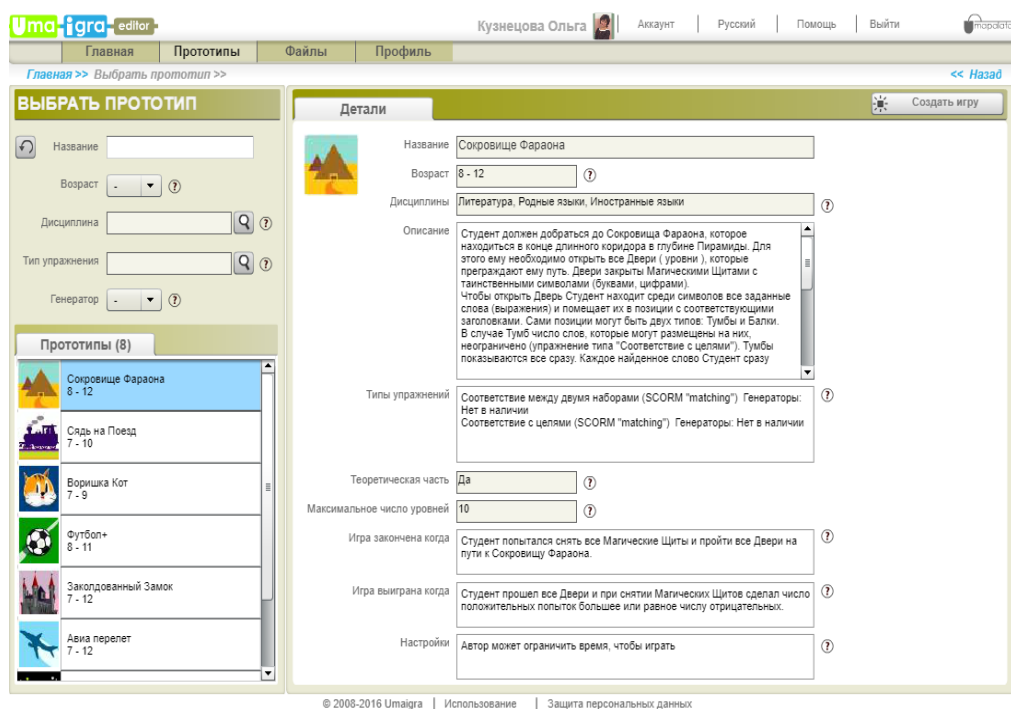 Uma-igra-editor
Кузнецова Ольга | Аккаунт | Русский | Помощь | Выйти
mapalata
Главная Прототипы Файлы Профиль
Главная >> Выбрать прототип >>
<< Назад
ВЫБРАТЬ ПРОТОТИП
Название
Возраст - ?
Дисциплина ?
Тип упражнения ?
Генератор - ?
Прототипы (8)
Сокровище Фараона
8 - 12
Сядь на Поезд
7 - 10
Воришка Кот
7 - 9
Футбол+
8 - 11
Заколдованный Замок
7 - 12
Авиа перелет
7 - 12
Детали
Создать игру
Название Сокровище Фараона
Возраст 8 - 12 ?
Дисциплины Литература, Родные языки, Иностранные языки ?
Описание
Студент должен добраться до Сокровища Фараона, которое
находиться в конце длинного коридора в глубине Пирамиды. Для
этого ему необходимо открыть все Двери ( уровни ), которые
преграждают ему путь. Двери закрыты Магическими Щитами с
таинственными символами (буквами, цифрами).
Чтобы открыть Дверь Студент находит среди символов все заданные
слова (выражения) и помещает их в позиции с соответствующими
заголовками. Сами позиции могут быть двух типов: Тумбы и Балки.
В случае Тумб число слов, которые могут размещены на них,
неограничено (упражнение типа "Соответствие с целями"). Тумбы
показываются все сразу. Каждое найденное слово Студент сразу
Типы упражнений ?
Соответствие между двумя наборами (SCORM "matching") Генераторы:
Нет в наличии
Соответствие с целями (SCORM "matching") Генераторы: Нет в наличии
Теоретическая часть Да ?
Максимальное число уровней 10 ?
Игра закончена когда ?
Студент попытался снять все Магические Щиты и пройти все Двери на
пути к Сокровищу Фараона.
Игра выиграна когда ?
Студент прошел все Двери и при снятии Магических Щитов сделал число
положительных попыток большее или равное числу отрицательных.
Настройки Автор может ограничить время, чтобы играть ?
© 2008-2016 Umaigra | Использование | Защита персональных данных